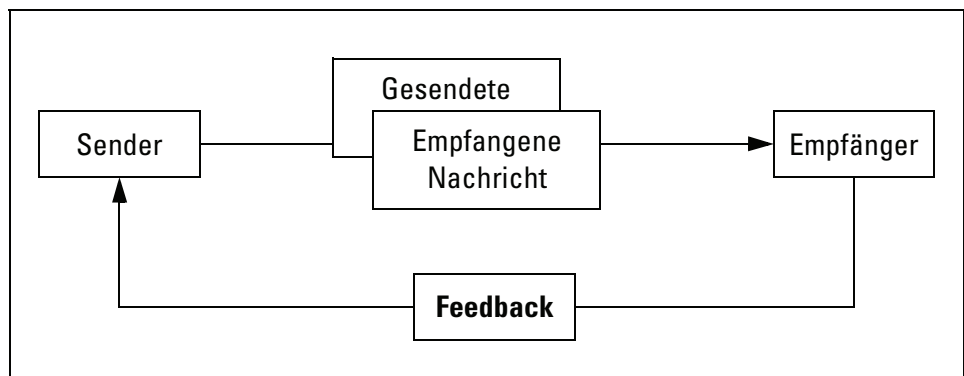 Gesendete
Sender
Empfangene
Nachricht
Empfänger
Feedback